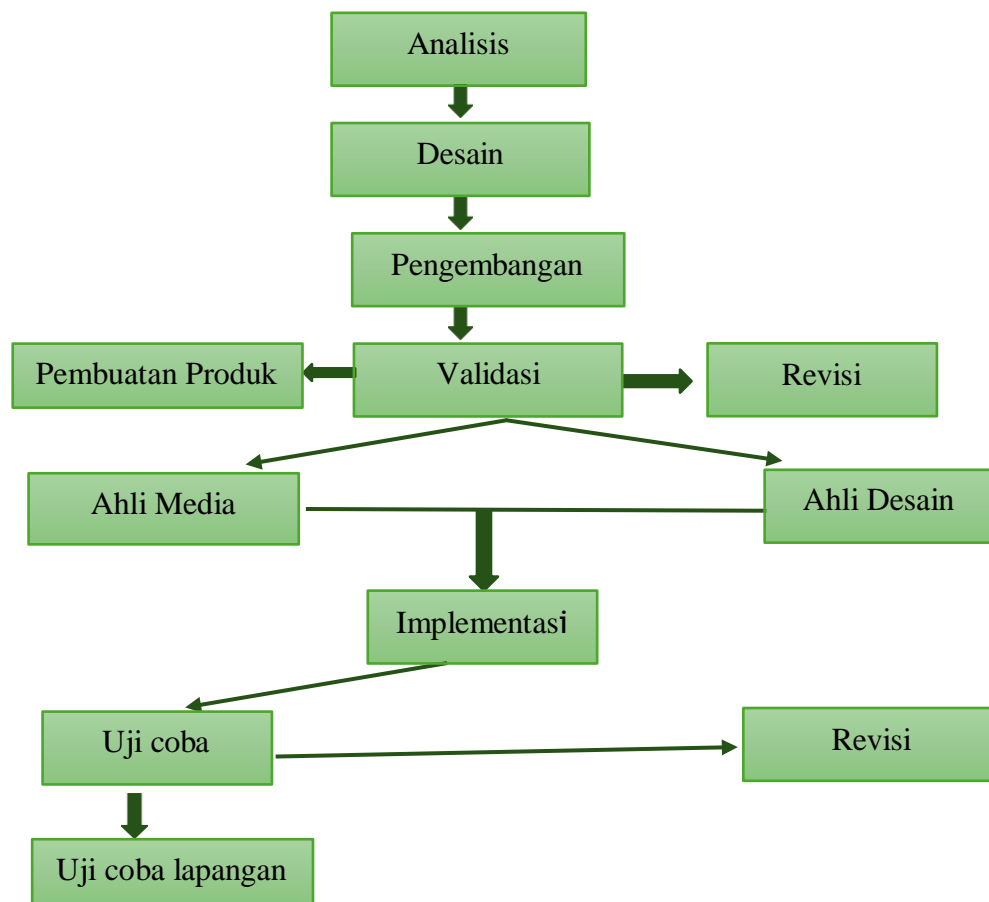 Analisis
Desain
Pengembangan
Pembuatan Produk
Validasi
Revisi
Ahli Media
Ahli Desain
Implementasi
Uji coba
Revisi
Uji coba lapangan